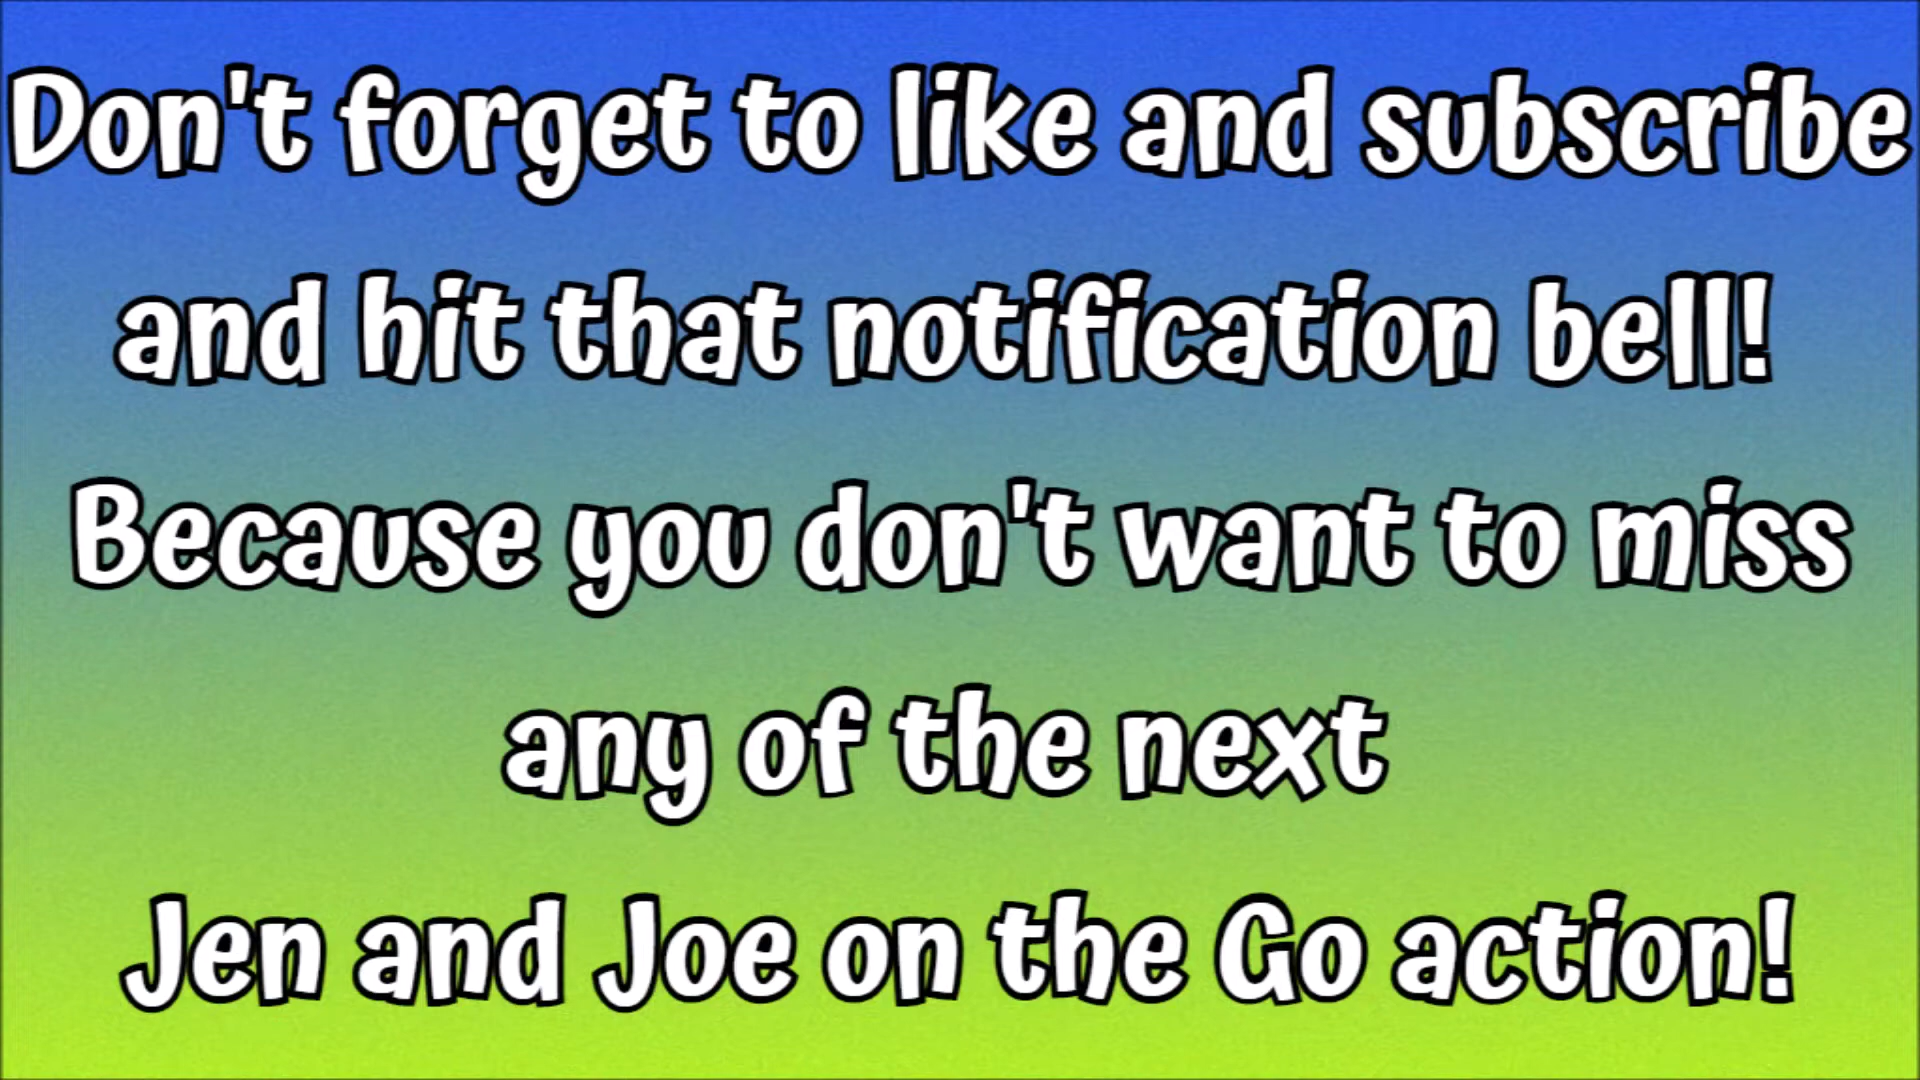 Don't forget to like and subscribe
and hit that notification bell!
Because you don't want to miss
any of the next
Jen and Joe on the Go action!